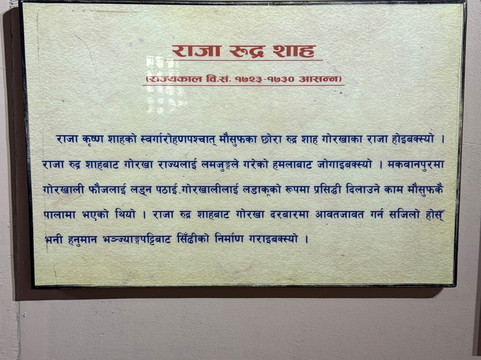 राजा रुद्र शाह
(राज्यकाल वि.सं. १७२३-१७३० आसन्न)
राजा कृष्ण शाहको स्वर्गारोहणपश्चात् मौसुफका छोरा रुद्र शाह गोरखाका राजा होइबक्स्यो ।
राजा रुद्र शाहबाट गोरखा राज्यलाई लमजुङ्गले गरेको हमलाबाट जोगाइबक्स्यो । मकवानपुरमा
गोरखाली फौजलाई लड्न पठाई गोरखालीलाई लडाकूको रूपमा प्रसिद्धी दिलाउने काम मौसुफकै
पालामा भएको थियो । राजा रुद्र शाहबाट गोरखा दरबारमा आवतजावत गर्न सजिलो होस्
भनी हनुमान भञ्ज्याङ्गपट्टिबाट सिँढीको निर्माण गराइबक्स्यो ।